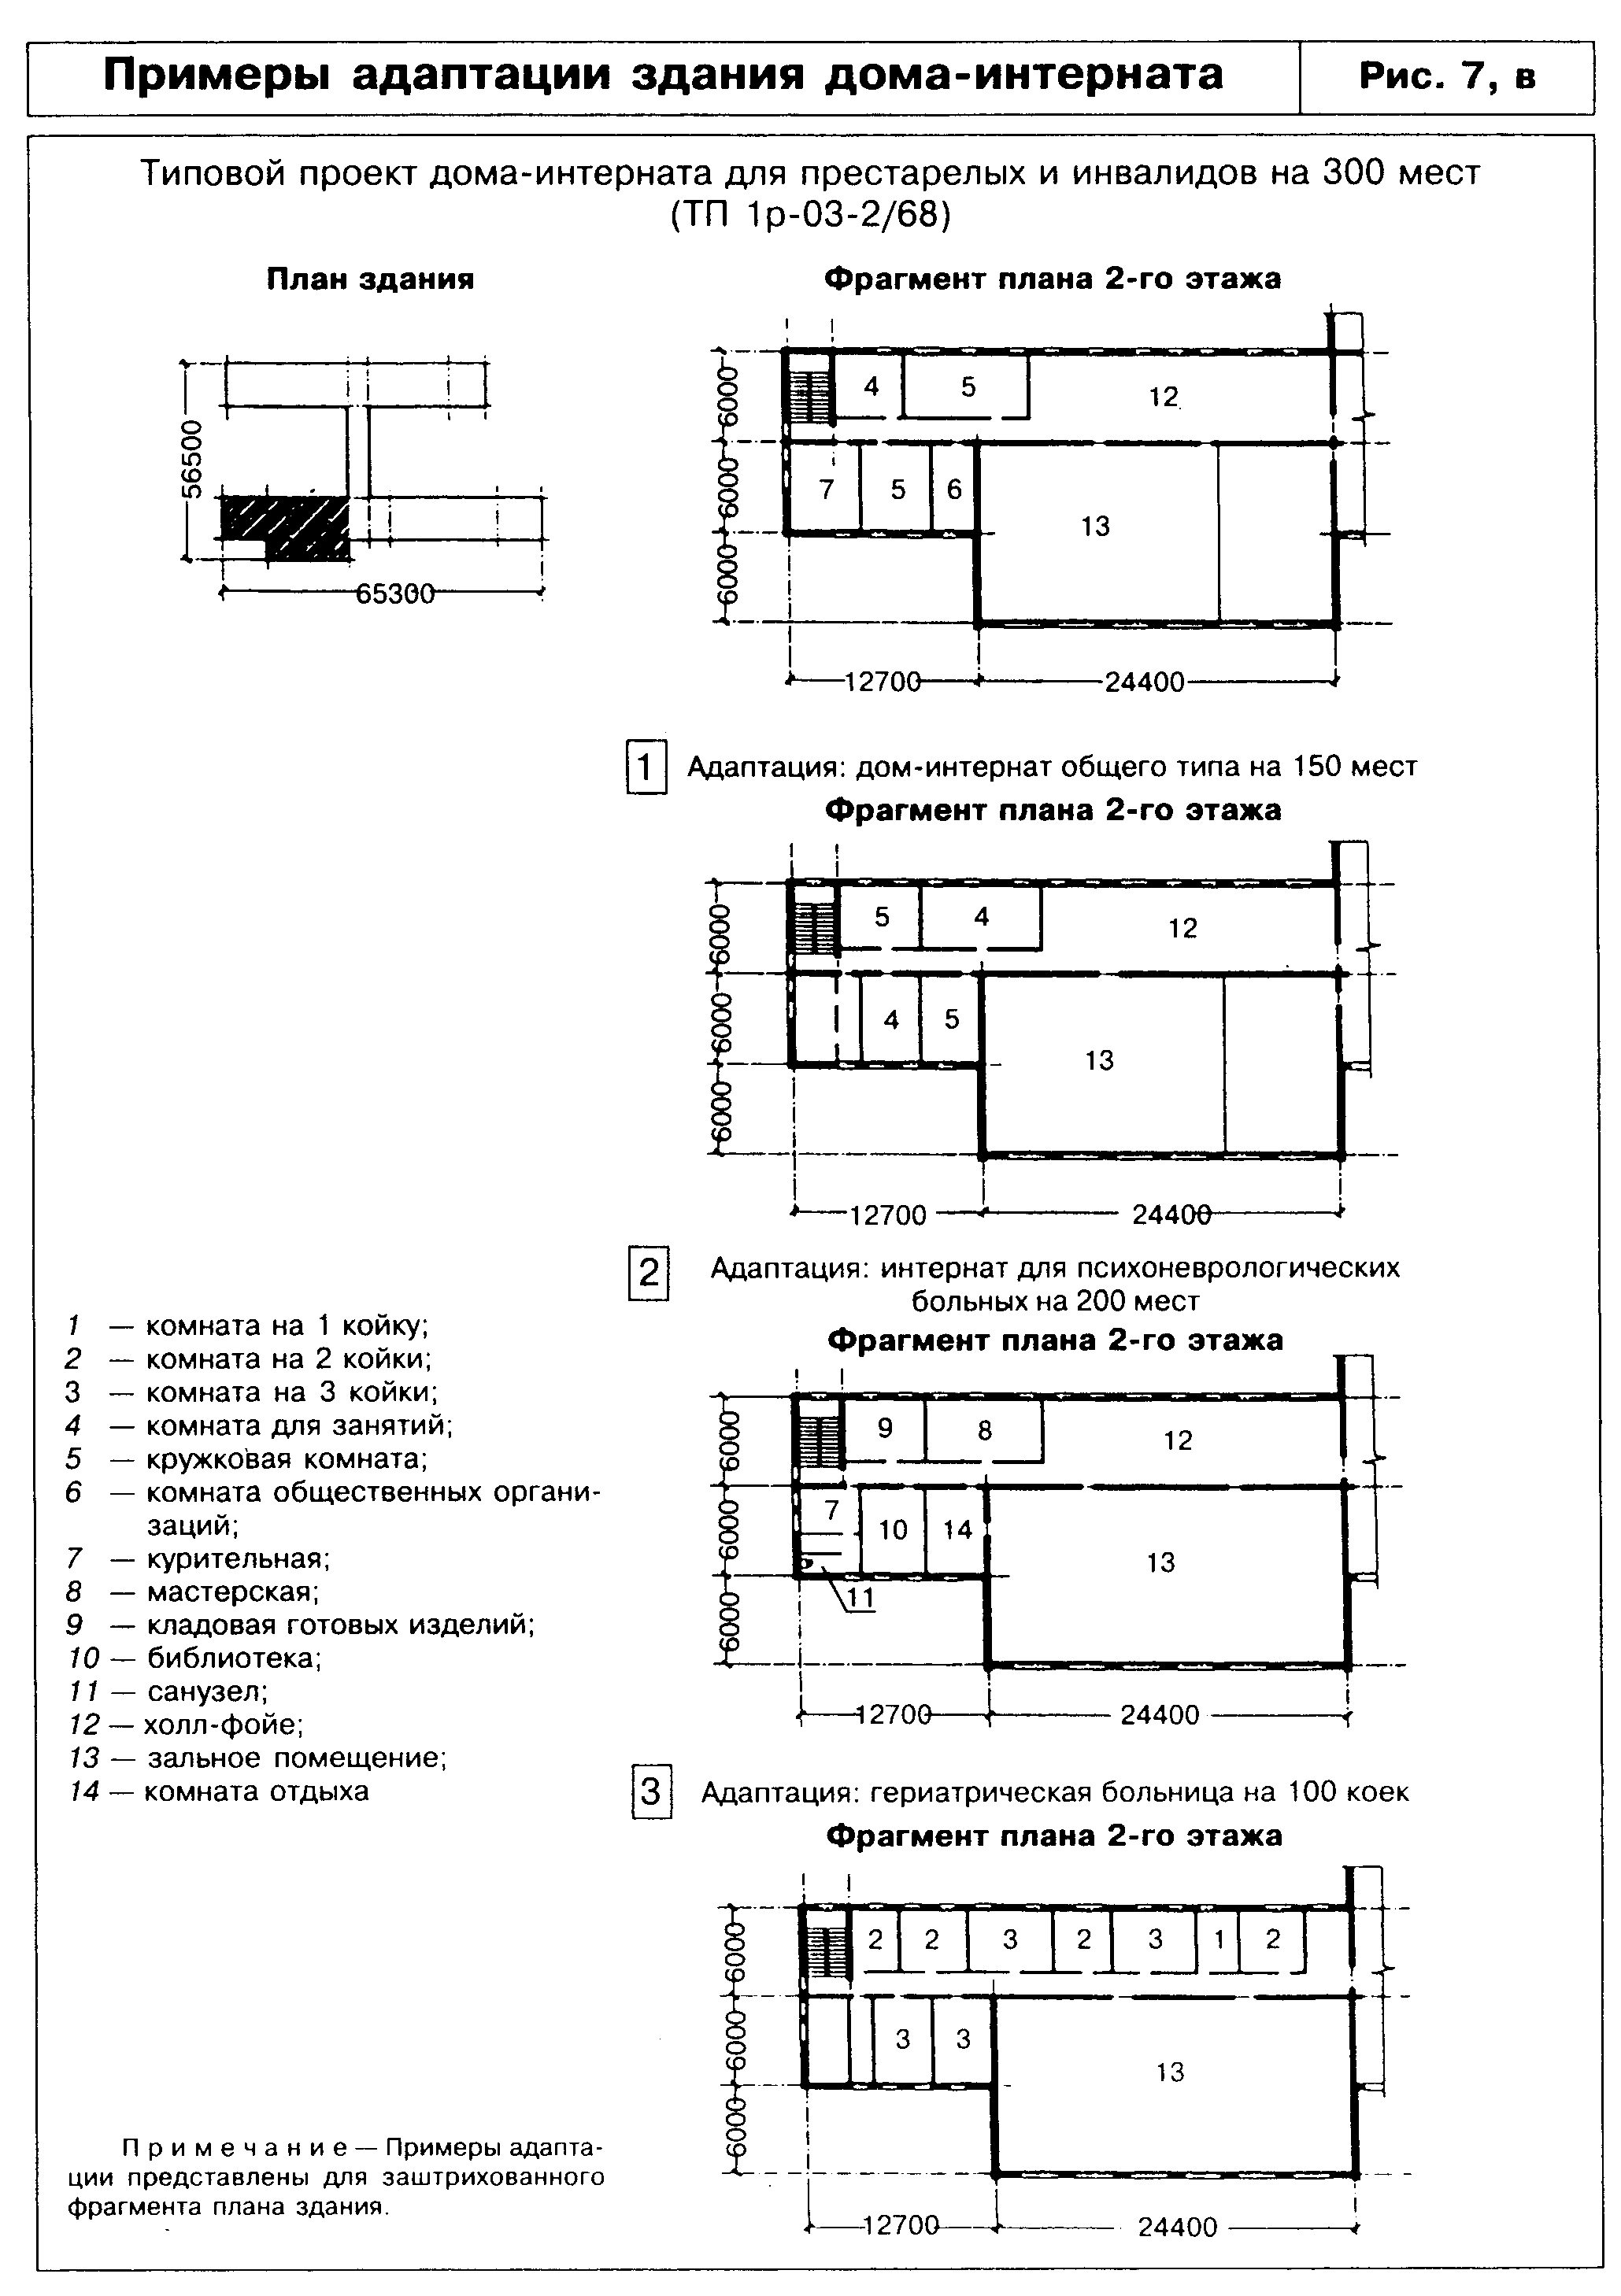 Примеры адаптации здания дома-интерната
Рис. 7, в
Типовой проект дома-интерната для престарелых и инвалидов на 300 мест
(ТП 1р-03-2/68)
План здания
56500
65300
Фрагмент плана 2-го этажа
6000
6000
6000
4
5
12
7
5
6
13
12700
24400
1
Адаптация: дом-интернат общего типа на 150 мест
Фрагмент плана 2-го этажа
6000
6000
6000
5
4
12
4
5
13
12700
24400
2
Адаптация: интернат для психоневрологических
больных на 200 мест
Фрагмент плана 2-го этажа
6000
6000
6000
9
8
12
7
10
14
13
11
12700
24400
3
Адаптация: гериатрическая больница на 100 коек
Фрагмент плана 2-го этажа
6000
6000
6000
2
2
3
2
3
1
2
3
3
13
12700
24400
1 — комната на 1 койку;
2 — комната на 2 койки;
3 — комната на 3 койки;
4 — комната для занятий;
5 — кружковая комната;
6 — комната общественных органи-
заций;
7 — курительная;
8 — мастерская;
9 — кладовая готовых изделий;
10 — библиотека;
11 — санузел;
12 — холл-фойе;
13 — зальное помещение;
14 — комната отдыха
Примечание — Примеры адапта-
ции представлены для заштрихованного
фрагмента плана здания.